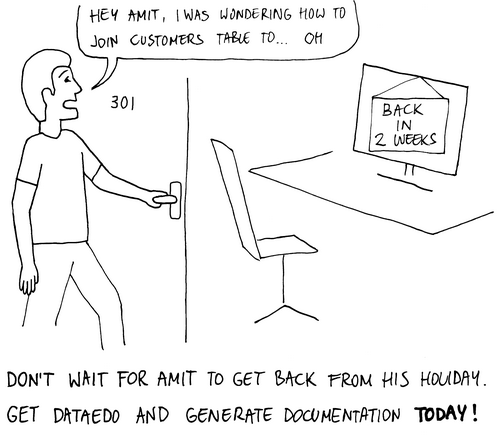 HEY AMIT, I WAS WONDERING HOW TO
JOIN CUSTOMERS TABLE TO... OH
301
BACK
IN
2 WEEKS
DON'T WAIT FOR AMIT TO GET BACK FROM HIS HOLIDAY.
GET DATAEDO AND GENERATE DOCUMENTATION TODAY!